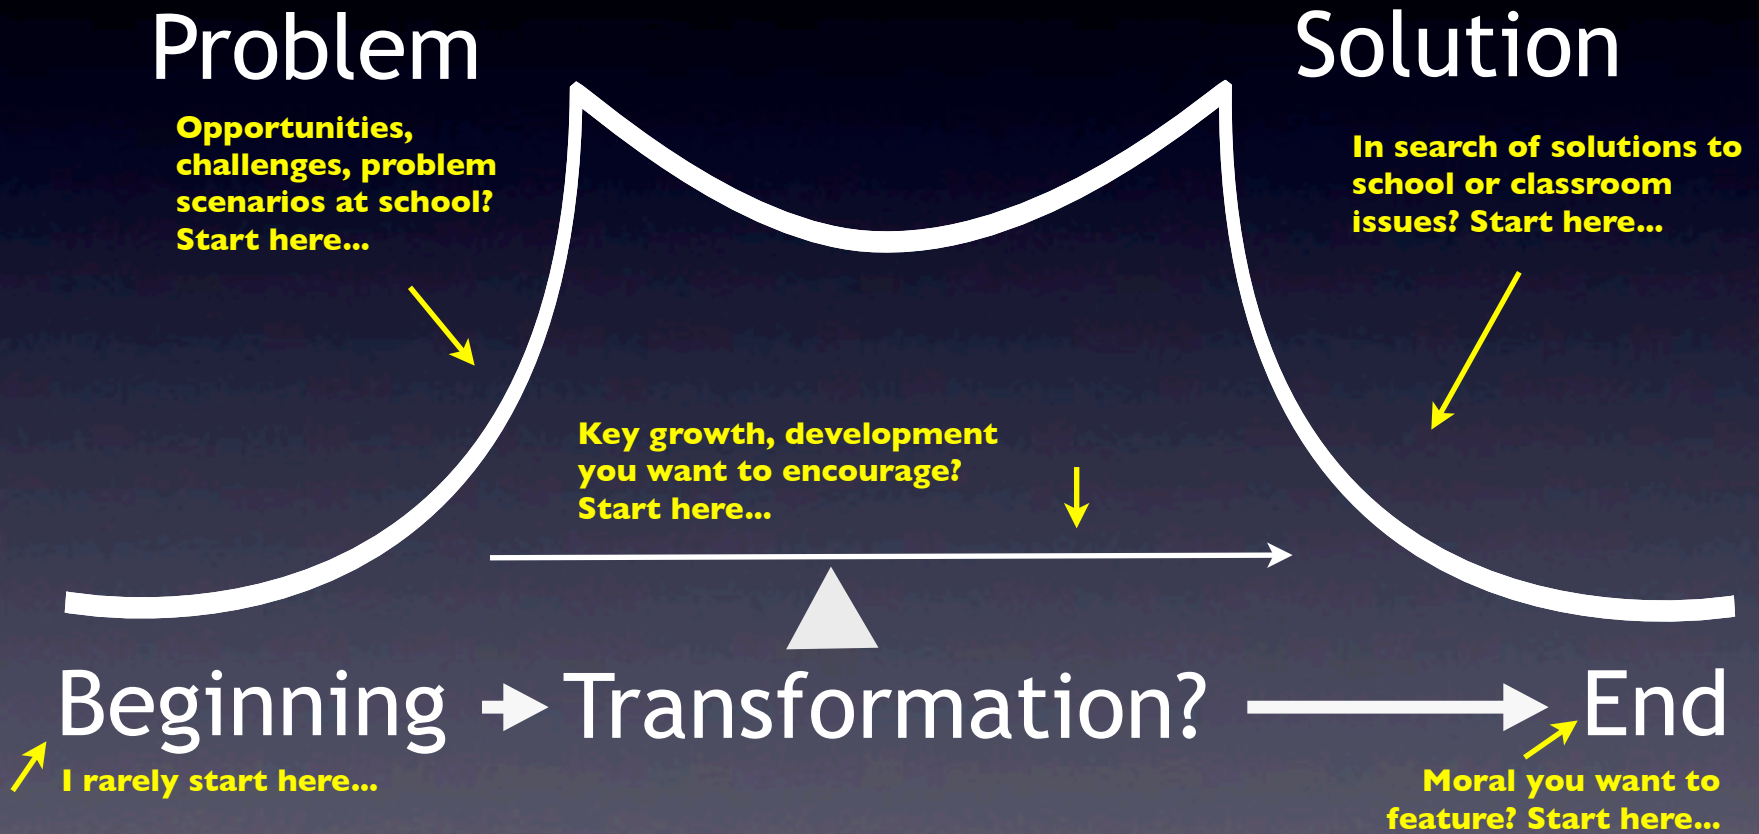 Problem
Solution
Opportunities,
challenges, problem
scenarios at school?
Start here...
In search of solutions to
school or classroom
issues? Start here...
Key growth, development
you want to encourage?
Start here...
Beginning
Transformation?
End
I rarely start here...
Moral you want to
feature? Start here...